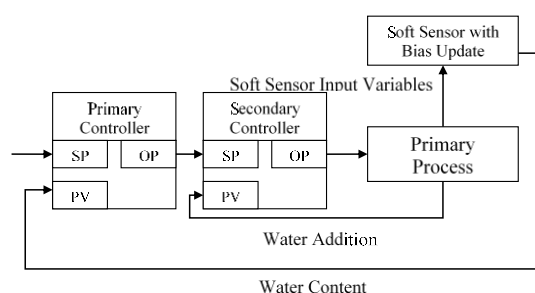 Soft Sensor with
Bias Update
Soft Sensor Input Variables
Primary
Controller
SP
OP
PV
Secondary
Controller
SP
OP
PV
Primary
Process
Water Addition
Water Content